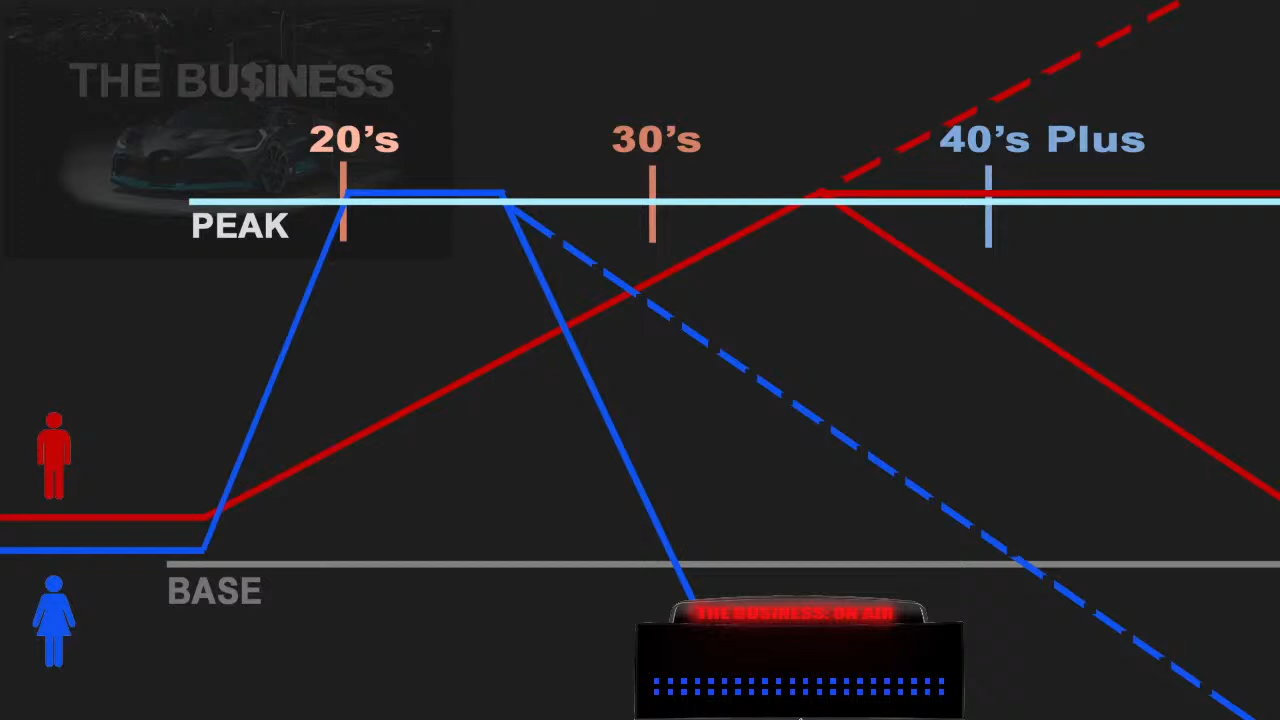 THE BU$INESS
20's
30's
40's Plus
PEAK
BASE
THE BUSINESS: ON AIR